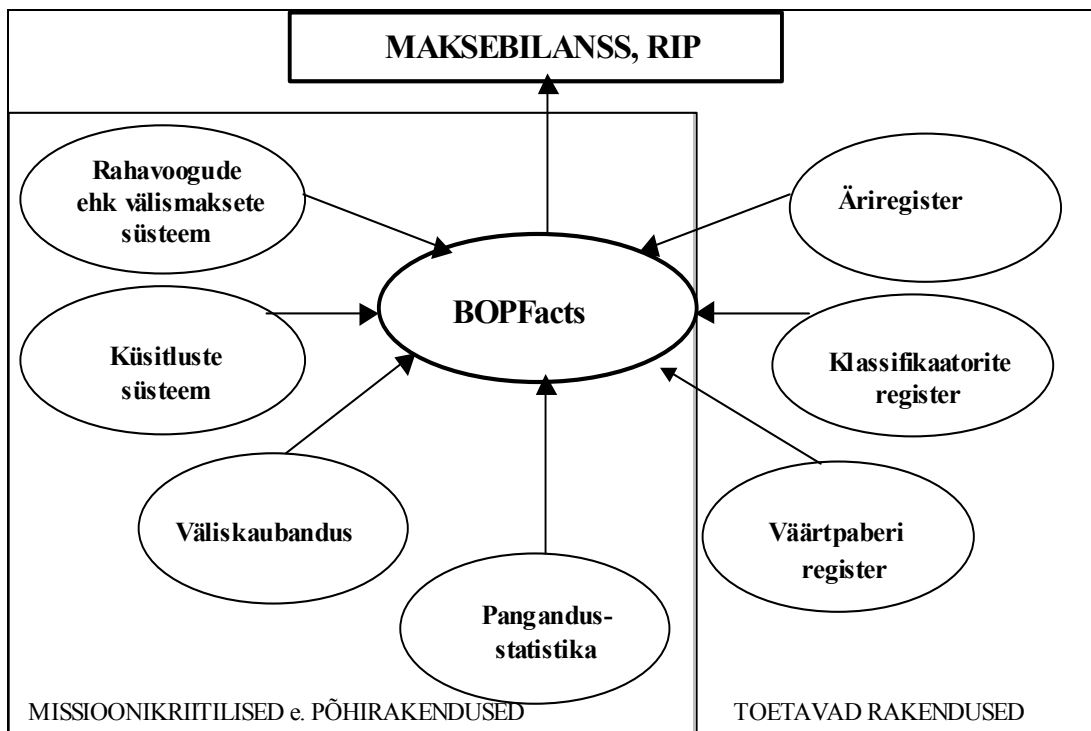 MAKSEBILANSS, RIP
Rahavoogude
ehk välismaksete
süsteem
Äriregister
BOPFacts
Küsitluste
süsteem
Klassifikaatorite
register
Väliskaubandus
Väärtpaberi
register
Pangandus-
statistika
MISSIOONIKRIITILISED e. PÕHIRAKENDUSED
TOETAVAD RAKENDUSED